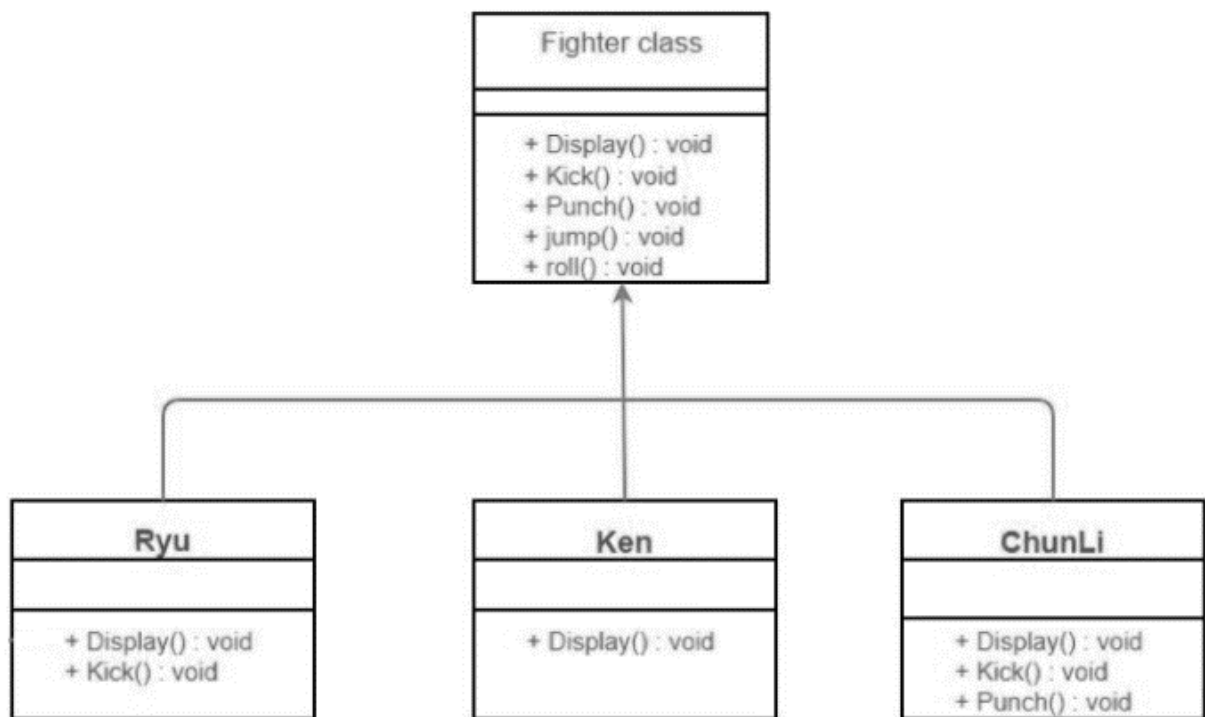 Fighter class
+ Display() : void
+ Kick() : void
+ Punch() : void
+ jump() : void
+ roll() : void
Ryu
+ Display() : void
+ Kick() : void
Ken
+ Display() : void
ChunLi
+ Display() : void
+ Kick() : void
+ Punch() : void